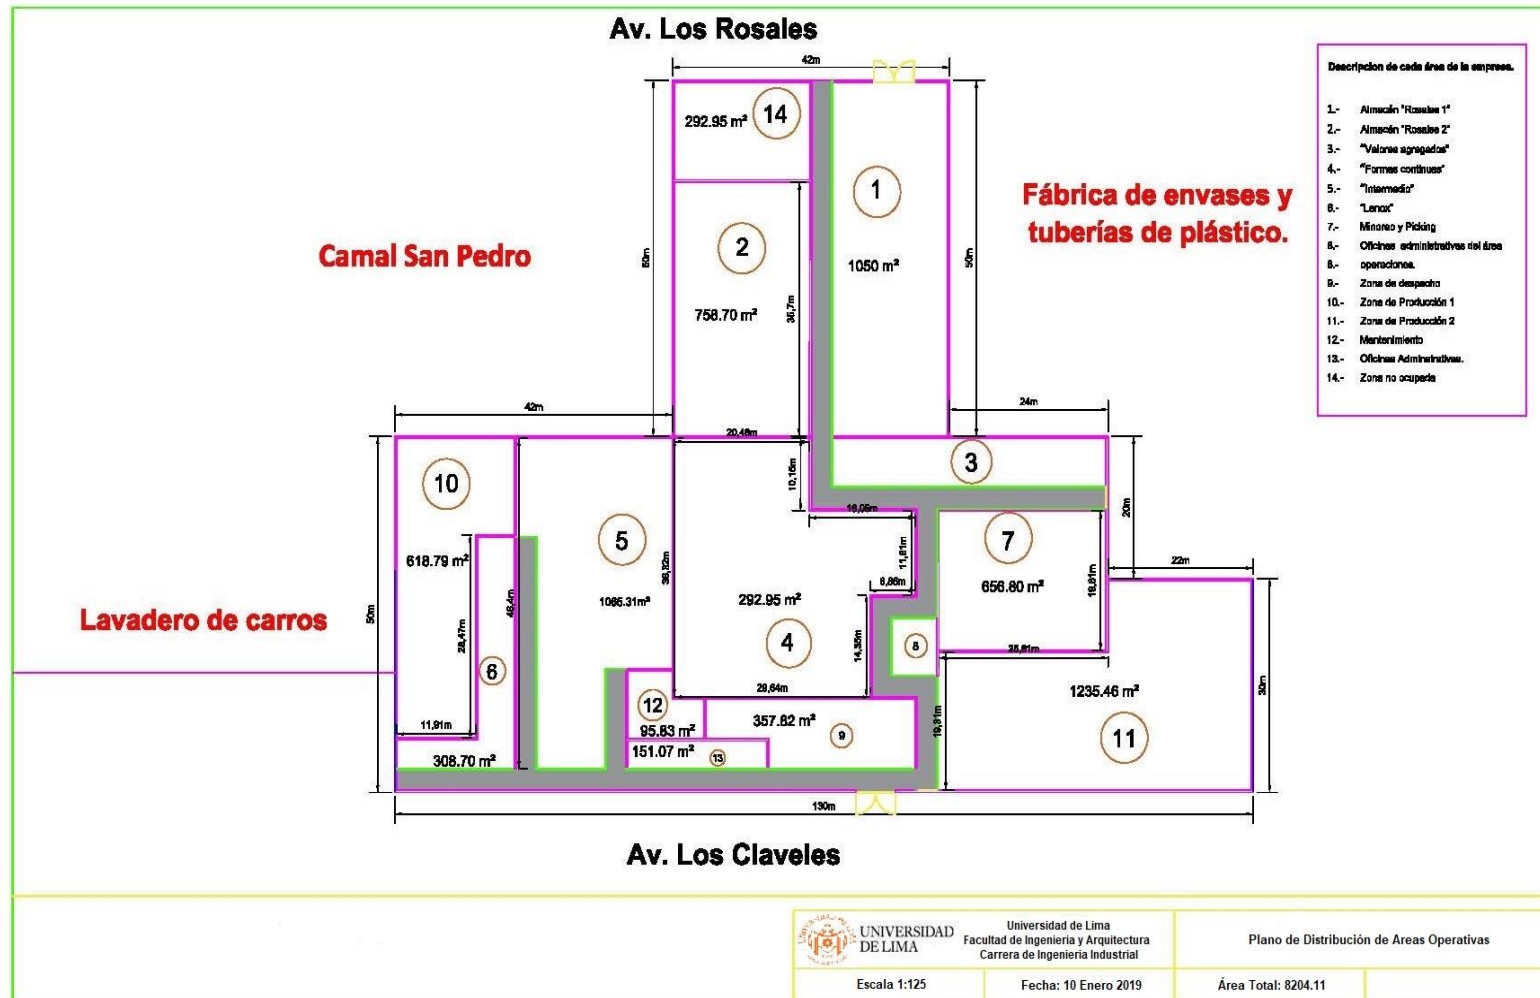 Av. Los Rosales
42m
Descripcion de cada área de la empresa.
1.- Almacén "Rosales 1"
2.- Almacén "Rosales 2"
3.- "Valores agregados"
4.- "Formas continuas"
5.- "Intermedio"
6.- "Lenox"
7.- Minoreo y Picking
8.- Oficinas administrativas del área
8.- operaciones.
9.- Zona de despacho
10.- Zona de Producción 1
11.- Zona de Producción 2
12.- Mantenimiento
13.- Oficinas Administrativas.
14.- Zona no ocupada
292.95 m²
14
1
Fábrica de envases y
tuberías de plástico.
Camal San Pedro
2
50m
1050 m²
50m
758.70 m²
35,7m
42m
24m
20,48m
10
3
10,16m
16,05m
20m
5
7
11,81m
618.79 m²
36,82m
48,4m
22m
6,86m
656.80 m²
19,81m
1065.31m²
292.95 m²
Lavadero de carros
50m
28,47m
4
14,35m
8
25,81m
6
29,64m
1235.46 m²
30m
12
11,91m
95.83 m²
357.82 m²
9
19,31m
11
308.70 m²
151.07 m²
13
130m
Av. Los Claveles
UNIVERSIDAD
DE LIMA
Universidad de Lima
Facultad de Ingenieria y Arquitectura
Carrera de Ingenieria Industrial
Plano de Distribución de Areas Operativas
Escala 1:125
Fecha: 10 Enero 2019
Área Total: 8204.11